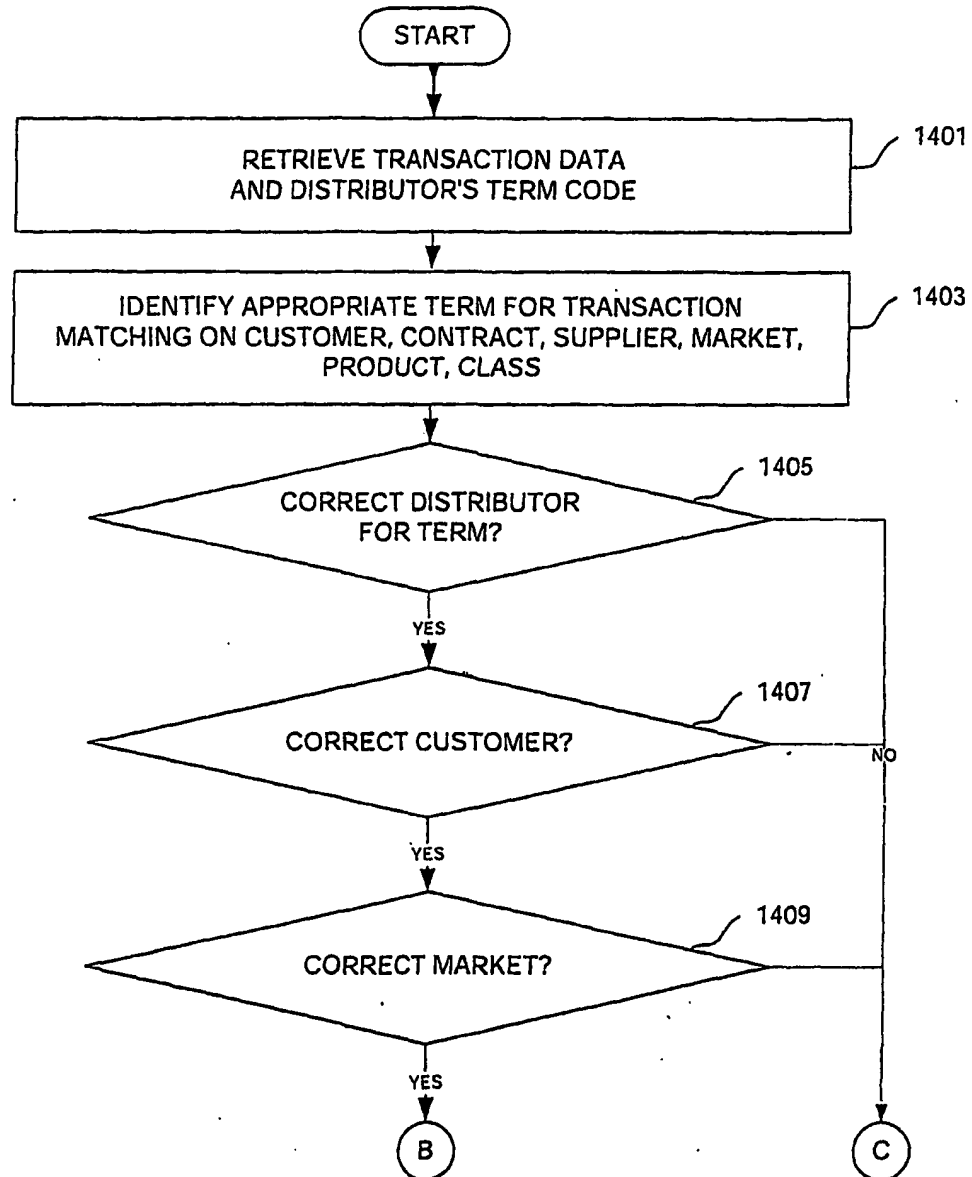 START
RETRIEVE TRANSACTION DATA
AND DISTRIBUTOR'S TERM CODE
1401
IDENTIFY APPROPRIATE TERM FOR TRANSACTION
MATCHING ON CUSTOMER, CONTRACT, SUPPLIER, MARKET,
PRODUCT, CLASS
1403
1405
CORRECT DISTRIBUTOR
FOR TERM?
YES
1407
CORRECT CUSTOMER?
NO
YES
1409
CORRECT MARKET?
YES
B
C